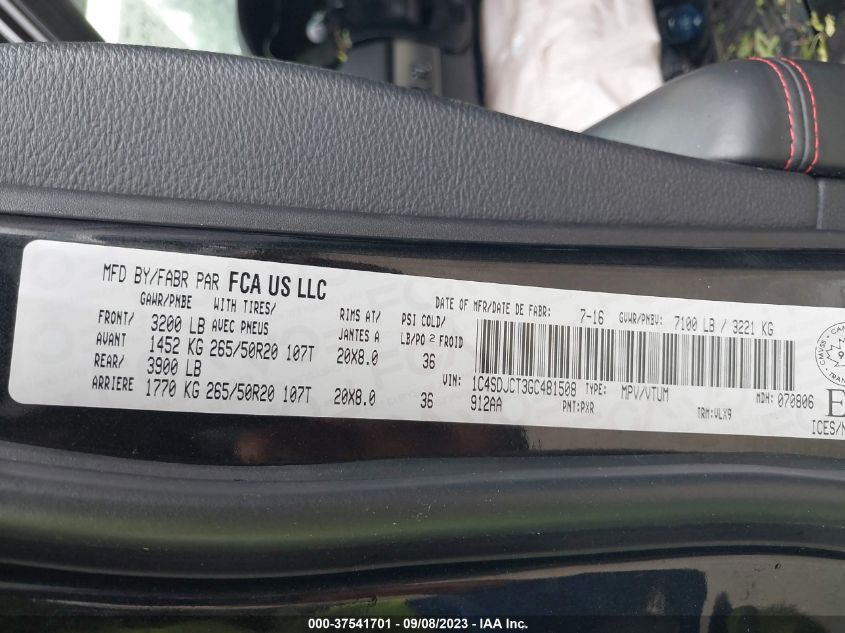 MFD BY/FABR PAR FCA US LLC
DATE OF MFR/DATE DE FABR: 7-16 GVWR/PNBV: 7100 LB / 3221 KG
GAWR/PNBE WITH TIRES/ RIMS AT/ PSI COLD/
FRONT/ 3200 LB AVEC PNEUS JANTES A LB/PO² FROID
AVANT 1452 KG 265/50R20 107T 20X8.0 36
REAR/ 3900 LB
ARRIERE 1770 KG 265/50R20 107T 20X8.0 36
VIN: 1C4SDJCT3GC481508 TYPE: MPV/VTUM MDH: 070806
912AA PNT:PXR TRM:VLX9
CMVSS
ICES/N
000-37541701 - 09/08/2023 - IAA Inc.